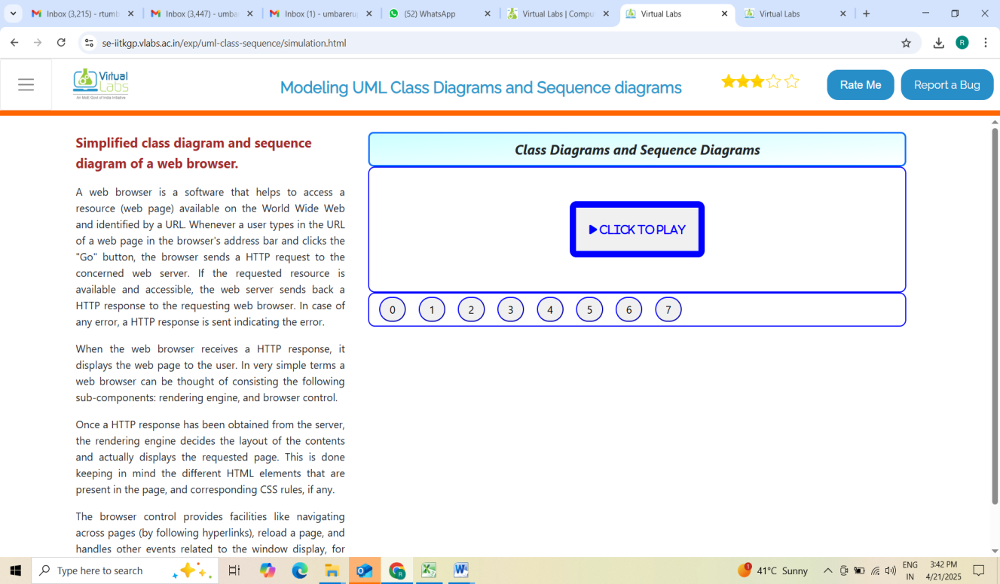 Inbox (3,215) - rtumb
Inbox (3,447) - umba
Inbox (1) - umbareru
(52) WhatsApp
Virtual Labs | Compu
Virtual Labs
Virtual Labs
se-iitkgp.vlabs.ac.in/exp/uml-class-sequence/simulation.html
R
Virtual
Labs
An MoE Govt of India Initiative
Modeling UML Class Diagrams and Sequence diagrams
Rate Me
Report a Bug
Simplified class diagram and sequence
diagram of a web browser.
A web browser is a software that helps to access a
resource (web page) available on the World Wide Web
and identified by a URL. Whenever a user types in the URL
of a web page in the browser's address bar and clicks the
"Go" button, the browser sends a HTTP request to the
concerned web server. If the requested resource is
available and accessible, the web server sends back a
HTTP response to the requesting web browser. In case of
any error, a HTTP response is sent indicating the error.
When the web browser receives a HTTP response, it
displays the web page to the user. In very simple terms a
web browser can be thought of consisting the following
sub-components: rendering engine, and browser control.
Once a HTTP response has been obtained from the server,
the rendering engine decides the layout of the contents
and actually displays the requested page. This is done
keeping in mind the different HTML elements that are
present in the page, and corresponding CSS rules, if any.
The browser control provides facilities like navigating
across pages (by following hyperlinks), reload a page, and
handles other events related to the window display, for
Class Diagrams and Sequence Diagrams
CLICK TO PLAY
0 1 2 3 4 5 6 7
Type here to search
1
41°C Sunny
ENG
IN
3:42 PM
4/21/2025